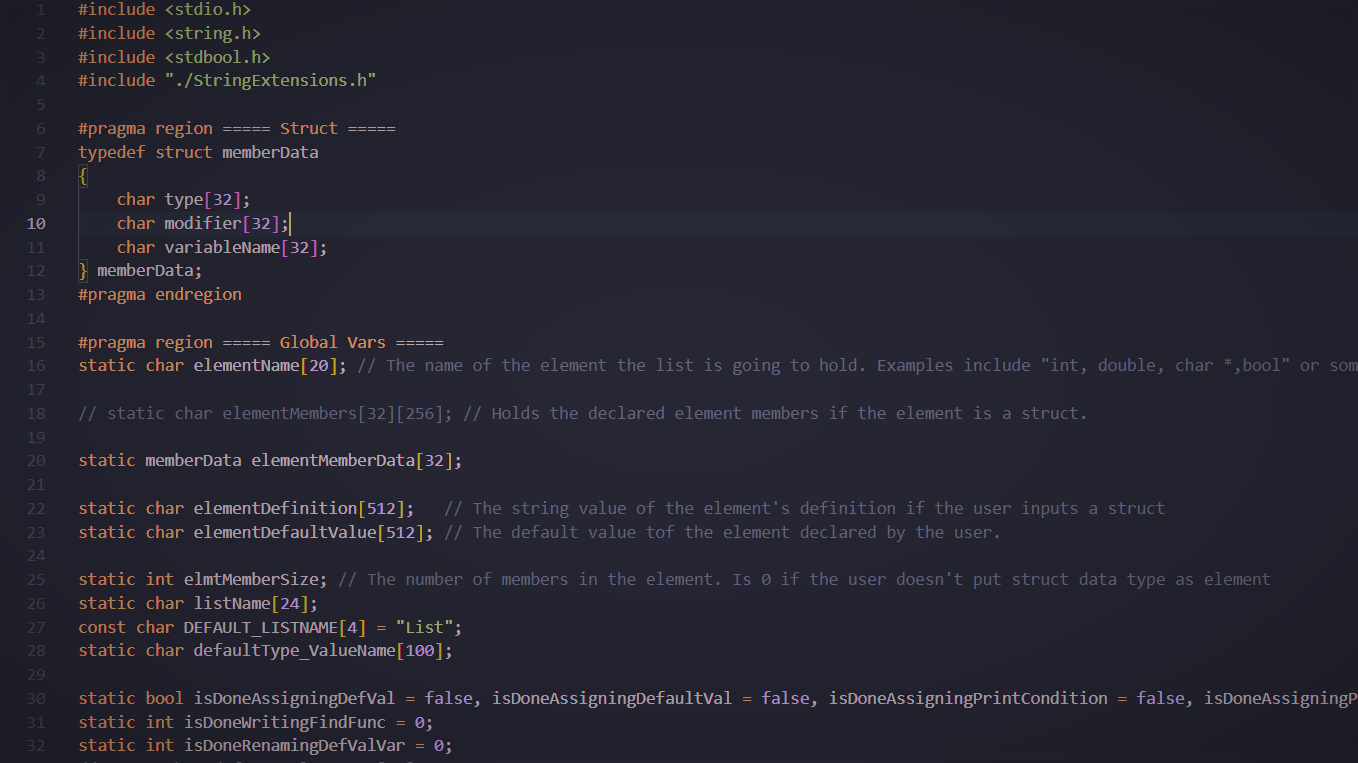 1 #include <stdio.h>
2 #include <string.h>
3 #include <stdbool.h>
4 #include "./StringExtensions.h"
5
6 #pragma region ===== Struct =====
7 typedef struct memberData
8 {
9 char type[32];
10 char modifier[32];
11 char variableName[32];
12 } memberData;
13 #pragma endregion
14
15 #pragma region ===== Global Vars =====
16 static char elementName[20]; // The name of the element the list is going to hold. Examples include "int, double, char *,bool" or som
17
18 // static char elementMembers[32][256]; // Holds the declared element members if the element is a struct.
19
20 static memberData elementMemberData[32];
21
22 static char elementDefinition[512]; // The string value of the element's definition if the user inputs a struct
23 static char elementDefaultValue[512]; // The default value tof the element declared by the user.
24
25 static int elmtMemberSize; // The number of members in the element. Is 0 if the user doesn't put struct data type as element
26 static char listName[24];
27 const char DEFAULT_LISTNAME[4] = "List";
28 static char defaultType_ValueName[100];
29
30 static bool isDoneAssigningDefVal = false, isDoneAssigningDefaultVal = false, isDoneAssigningPrintCondition = false, isDoneAssigningP
31 static int isDoneWritingFindFunc = 0;
32 static int isDoneRenamingDefValVar = 0;